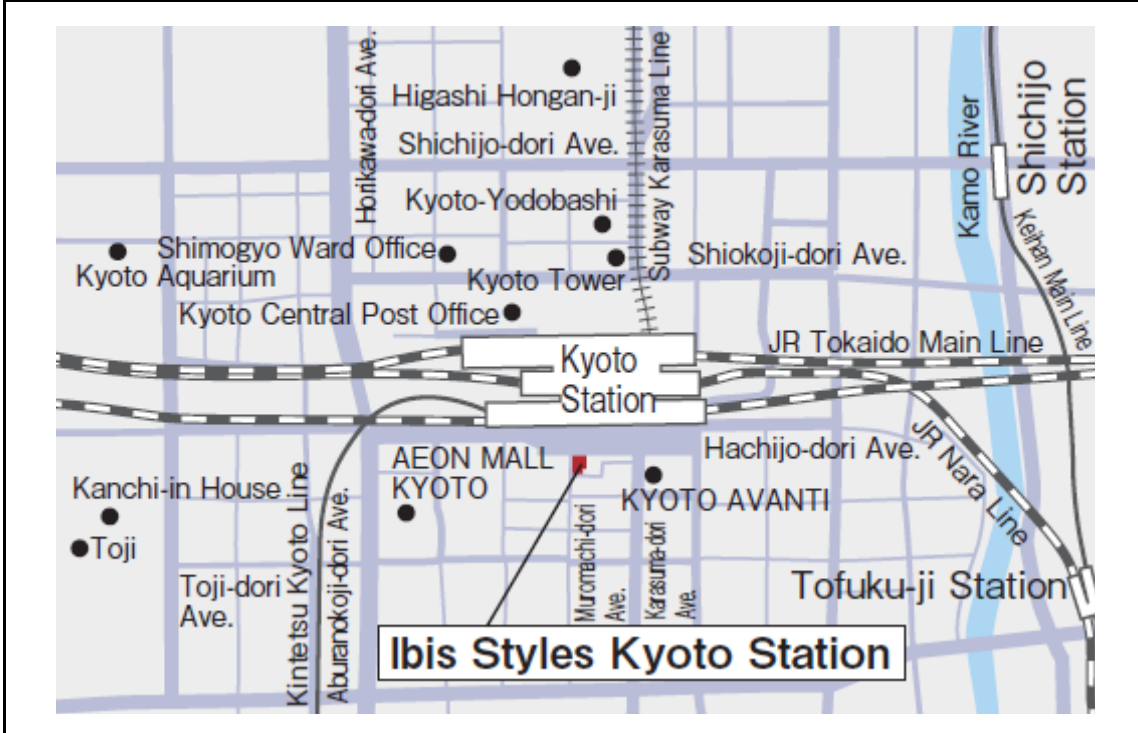 Horikawa-dori Ave.
Higashi Hongan-ji
Subway Karasuma Line
Shichijo-dori Ave.
Kamo River
Shichijo
Station
Kyoto-Yodobashi
Keihan Main Line
Shimogyo Ward Office
Kyoto Aquarium
Kyoto Tower
Shiokoji-dori Ave.
Kyoto Central Post Office
Kyoto
Station
JR Tokaido Main Line
Hachijo-dori Ave.
JR Nara Line
AEON MALL
KYOTO
KYOTO AVANTI
Kanchi-in House
Toji
Kintetsu Kyoto Line
Aburanokoji-dori Ave.
Toji-dori
Ave.
Muromachi-dori
Ave.
Karasuma-dori
Ave.
Tofuku-ji Station
Ibis Styles Kyoto Station